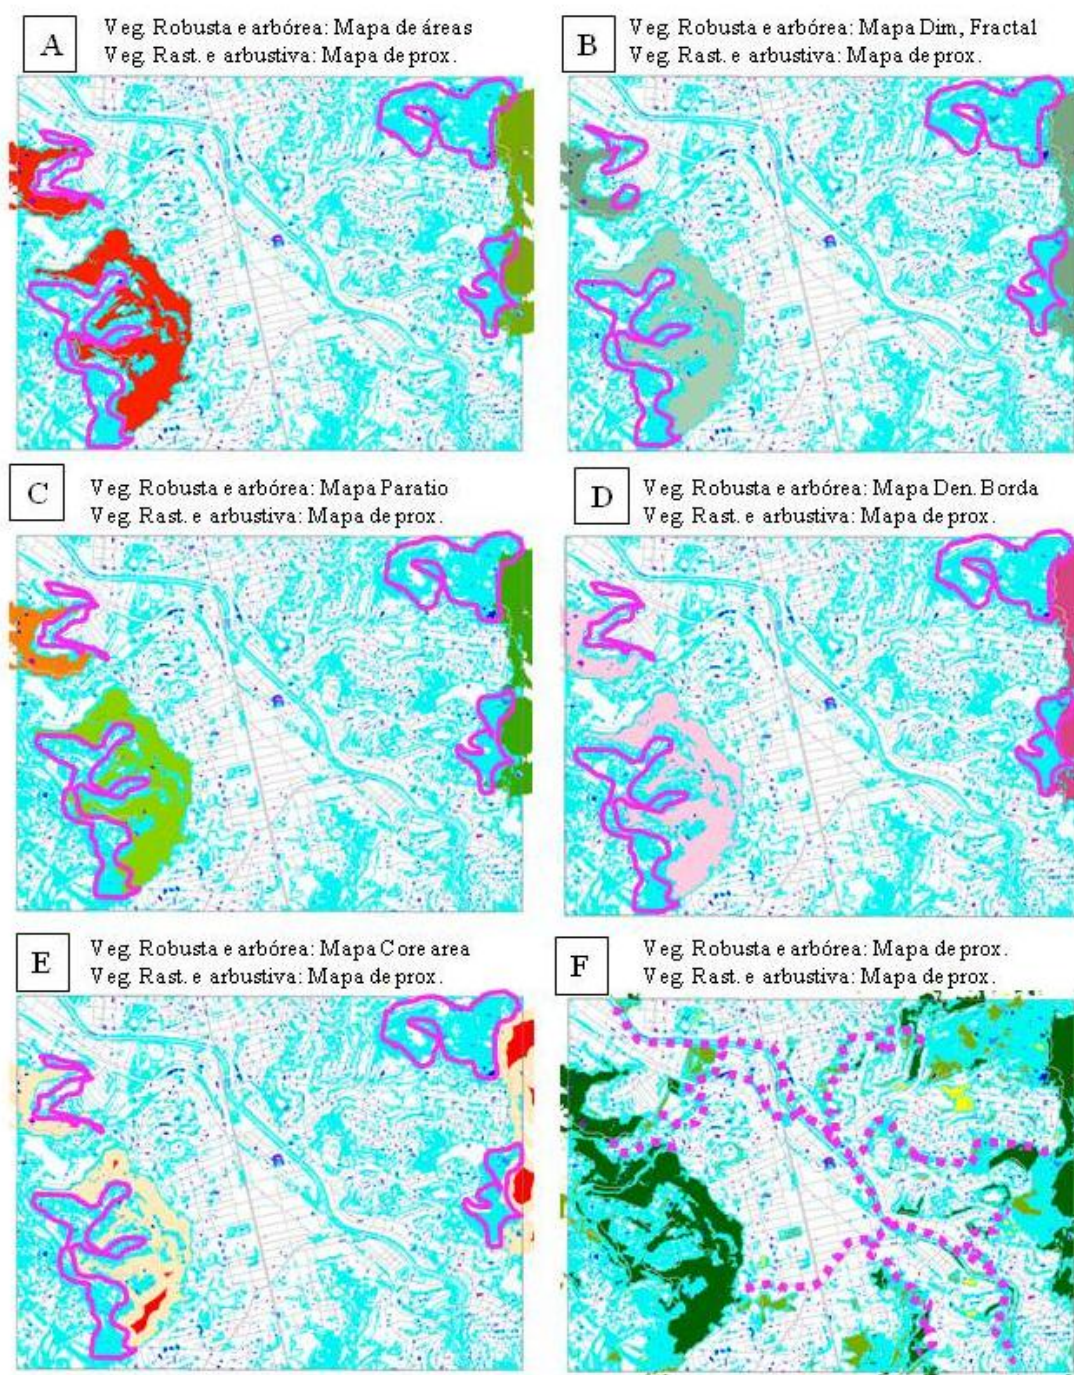 A
Veg. Robusta e arbórea: Mapa de áreas
Veg. Rast. e arbustiva: Mapa de prox.
B
Veg. Robusta e arbórea: Mapa Dim, Fractal
Veg. Rast. e arbustiva: Mapa de prox.
C
Veg. Robusta e arbórea: Mapa Paratio
Veg. Rast. e arbustiva: Mapa de prox.
D
Veg. Robusta e arbórea: Mapa Den. Borda
Veg. Rast. e arbustiva: Mapa de prox.
E
Veg. Robusta e arbórea: Mapa Core area
Veg. Rast. e arbustiva: Mapa de prox.
F
Veg. Robusta e arbórea: Mapa de prox.
Veg. Rast. e arbustiva: Mapa de prox.